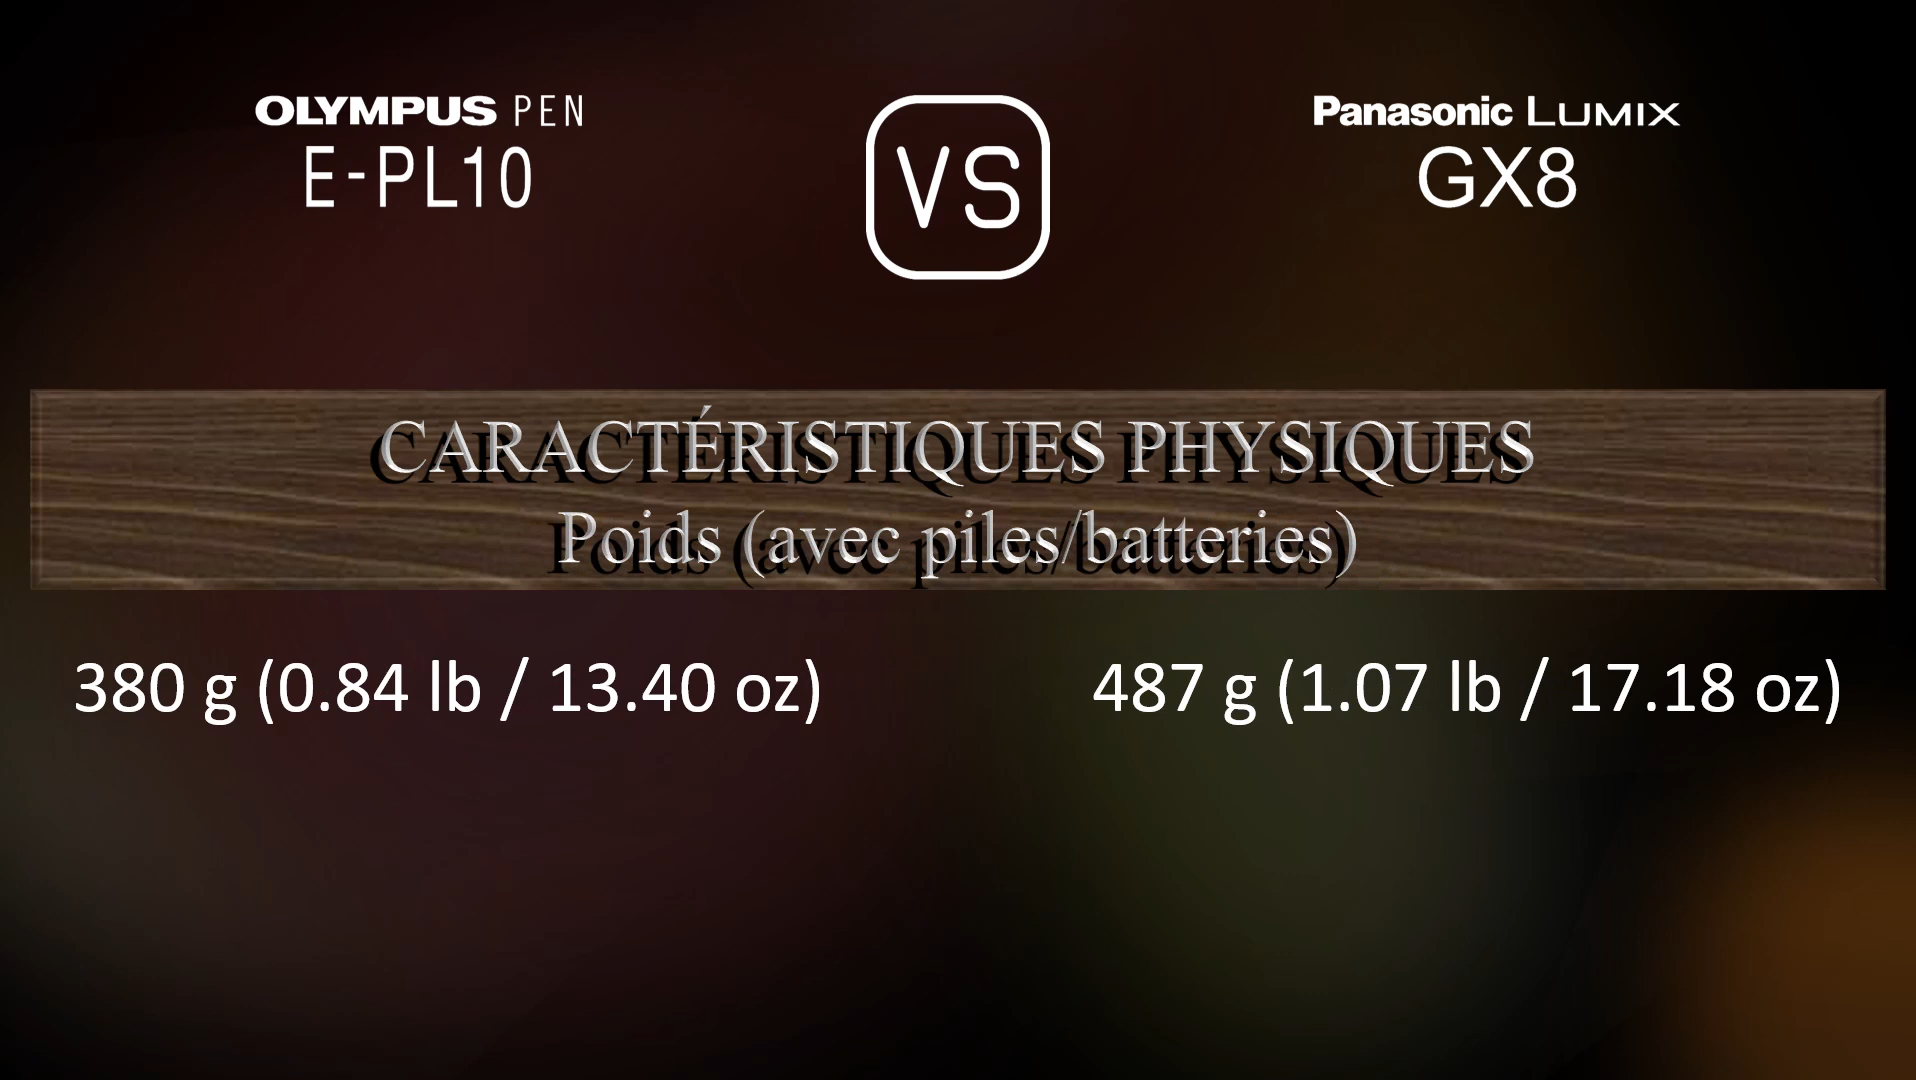 OLYMPUS PEN
E-PL10
VS
Panasonic LUMIX
GX8
CARACTÉRISTIQUES PHYSIQUES
Poids (avec piles/batteries)
380 g (0.84 lb / 13.40 oz)
487 g (1.07 lb / 17.18 oz)